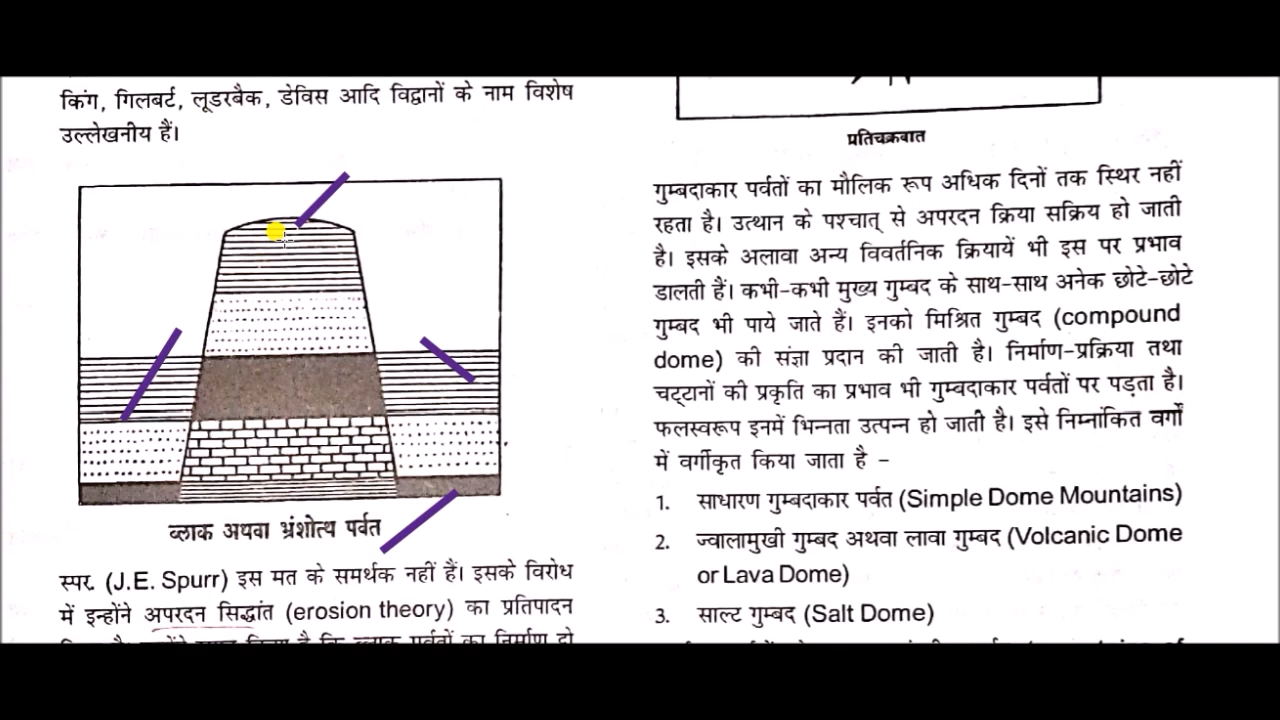 किंग, गिलबर्ट, लूडरबैक, डेविस आदि विद्वानों के नाम विशेष
उल्लेखनीय हैं।
ब्लाक अथवा भ्रंशोत्थ पर्वत
स्पर. (J.E. Spurr) इस मत के समर्थक नहीं हैं। इसके विरोध
में इन्होंने अपरदन सिद्धांत (erosion theory) का प्रतिपादन
प्रतिचक्रवात
गुम्बदाकार पर्वतों का मौलिक रूप अधिक दिनों तक स्थिर नहीं
रहता है। उत्थान के पश्चात् से अपरदन क्रिया सक्रिय हो जाती
है। इसके अलावा अन्य विवर्तनिक क्रियायें भी इस पर प्रभाव
डालती हैं। कभी-कभी मुख्य गुम्बद के साथ-साथ अनेक छोटे-छोटे
गुम्बद भी पाये जाते हैं। इनको मिश्रित गुम्बद (compound
dome) की संज्ञा प्रदान की जाती है। निर्माण-प्रक्रिया तथा
चट्टानों की प्रकृति का प्रभाव भी गुम्बदाकार पर्वतों पर पड़ता है।
फलस्वरूप इनमें भिन्नता उत्पन्न हो जाती है। इसे निम्नांकित वर्गों
में वर्गीकृत किया जाता है -
1. साधारण गुम्बदाकार पर्वत (Simple Dome Mountains)
2. ज्वालामुखी गुम्बद अथवा लावा गुम्बद (Volcanic Dome
or Lava Dome)
3. साल्ट गुम्बद (Salt Dome)